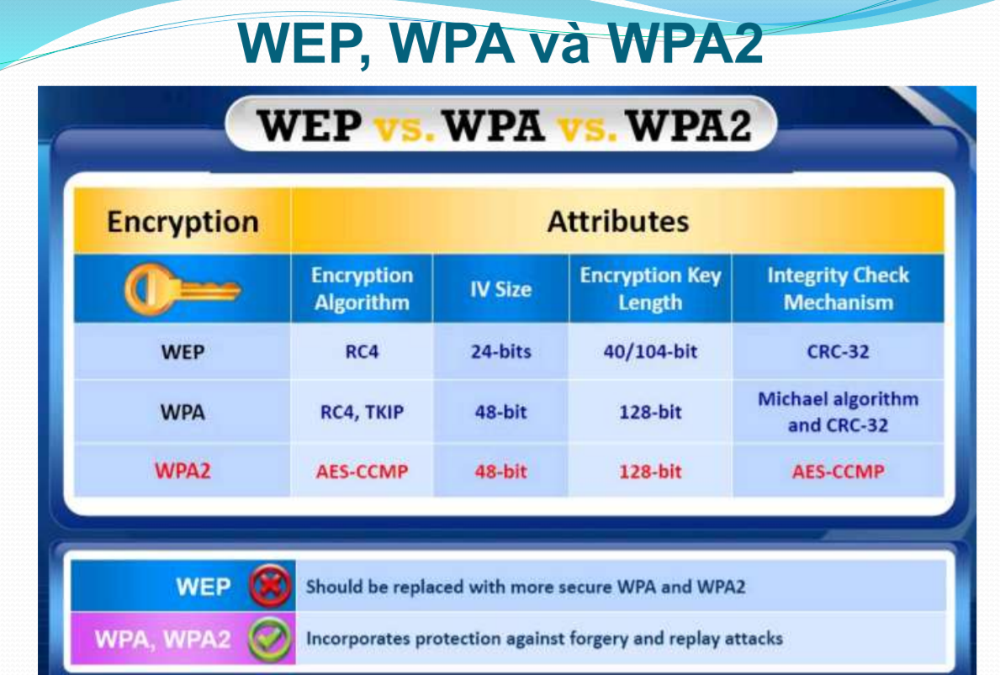 WEP, WPA và WPA2
WEP vs. WPA vs. WPA2
Encryption Attributes
Encryption Algorithm IV Size Encryption Key Length Integrity Check Mechanism
WEP RC4 24-bits 40/104-bit CRC-32
WPA RC4, TKIP 48-bit 128-bit Michael algorithm and CRC-32
WPA2 AES-CCMP 48-bit 128-bit AES-CCMP
WEP Should be replaced with more secure WPA and WPA2
WPA, WPA2 Incorporates protection against forgery and replay attacks